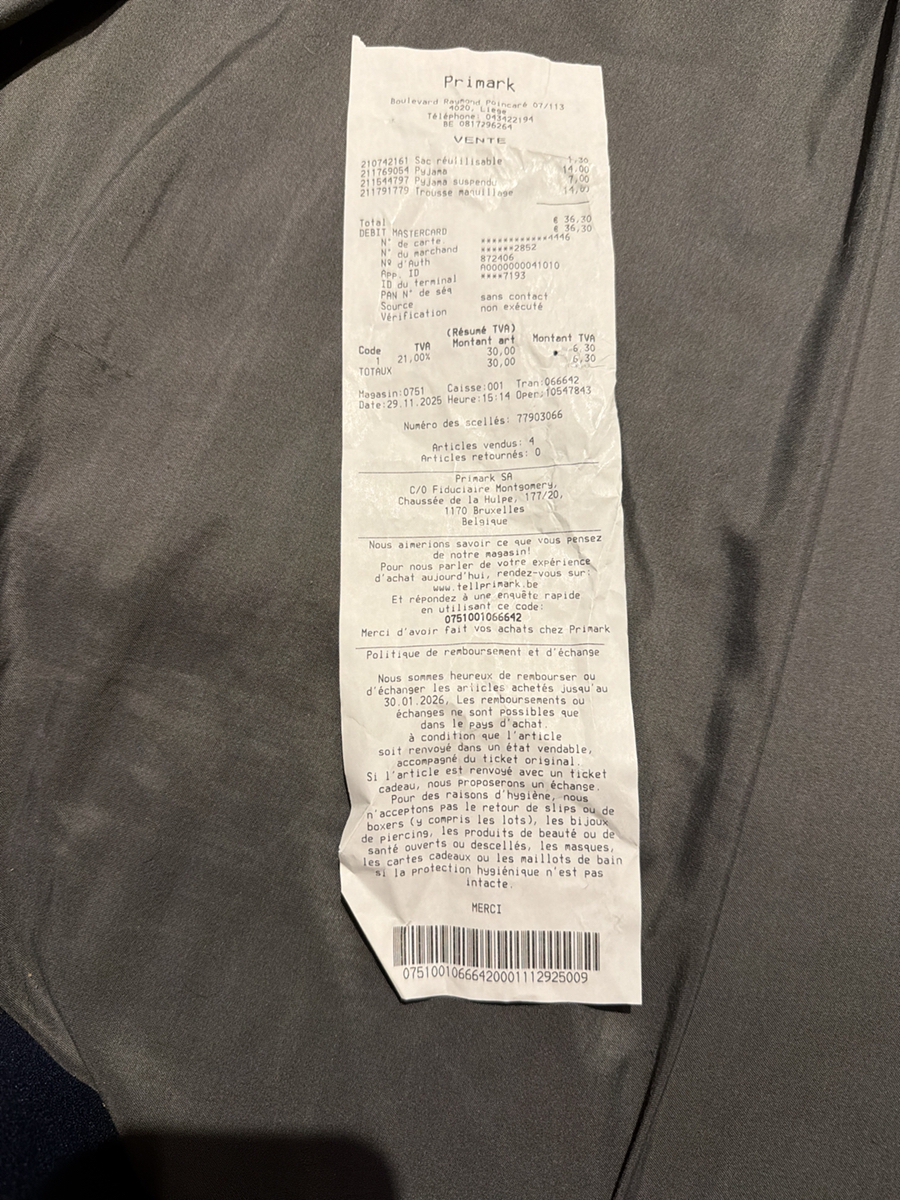 Primark
Boulevard Raymond Poincaré 07/113
4020, Liège
Téléphone: 043422194
BE 0817296264
VENTE
210742161 Sac réulilisable 1,30
211769054 Pyjama 14,00
211544797 Pyjama suspendu 7,00
211791779 Trousse maquillage 14,00
Total € 36,30
DEBIT MASTERCARD € 36,30
N° de carte ************4446
N° du marchand ******2852
Nº d'Auth 872406
App. ID A0000000041010
ID du terminal ****7193
PAN N° de séq
Source sans contact
Vérification non exécuté
(Résumé TVA)
Code TVA Montant art Montant TVA
1 21,00% 30,00 6,30
TOTAUX 30,00 6,30
Magasin:0751 Caisse:001 Tran:066642
Date:29.11.2025 Heure:15:14 Oper:10547843
Numéro des scellés: 77903066
Articles vendus: 4
Articles retournés: 0
Primark SA
C/O Fiduciaire Montgomery,
Chaussée de la Hulpe, 177/20,
1170 Bruxelles
Belgique
Nous aimerions savoir ce que vous pensez
de notre magasin!
Pour nous parler de votre expérience
d'achat aujourd'hui, rendez-vous sur:
www.tellprimark.be
Et répondez à une enquête rapide
en utilisant ce code:
0751001066642
Merci d'avoir fait vos achats chez Primark
Politique de remboursement et d'échange
Nous sommes heureux de rembourser ou
d'échanger les articles achetés jusqu'au
30.01.2026, Les remboursements ou
échanges ne sont possibles que
dans le pays d'achat.
à condition que l'article
soit renvoyé dans un état vendable,
accompagné du ticket original.
Si l'article est renvoyé avec un ticket
cadeau, nous proposerons un échange.
Pour des raisons d'hygiène, nous
n'acceptons pas le retour de slips ou de
boxers (y compris les lots), les bijoux
de piercing, les produits de beauté ou de
santé ouverts ou descellés, les masques,
les cartes cadeaux ou les maillots de bain
si la protection hygiénique n'est pas
intacte.
MERCI
07510010666420001112925009